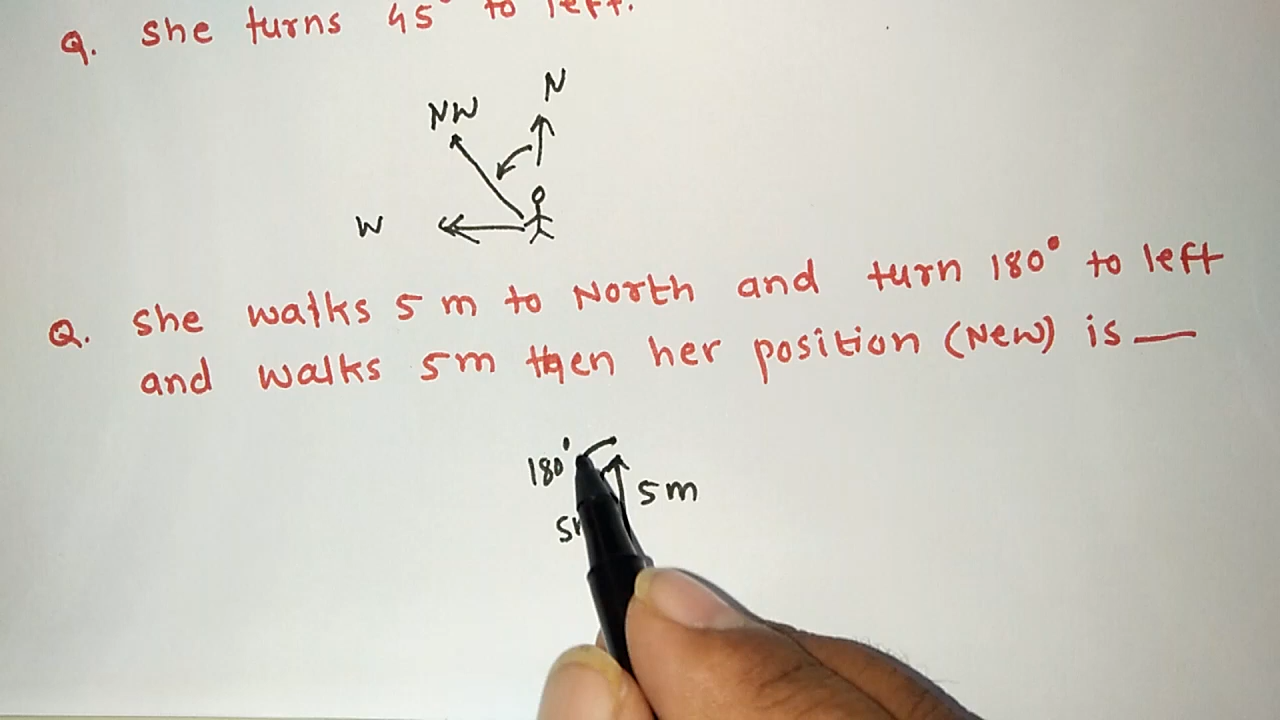 Q. She turns 45° to left.
N
NW
W
Q. She walks 5 m to North and turn 180° to left
and walks 5m then her position (New) is —
180°
5m